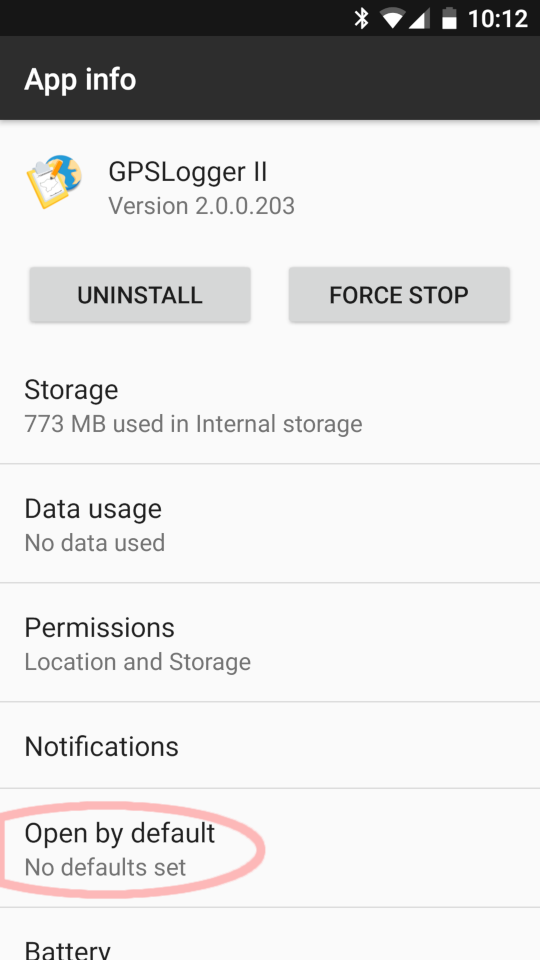 10:12
App info
GPSLogger II
Version 2.0.0.203
UNINSTALL
FORCE STOP
Storage
773 MB used in Internal storage
Data usage
No data used
Permissions
Location and Storage
Notifications
Open by default
No defaults set
Battery